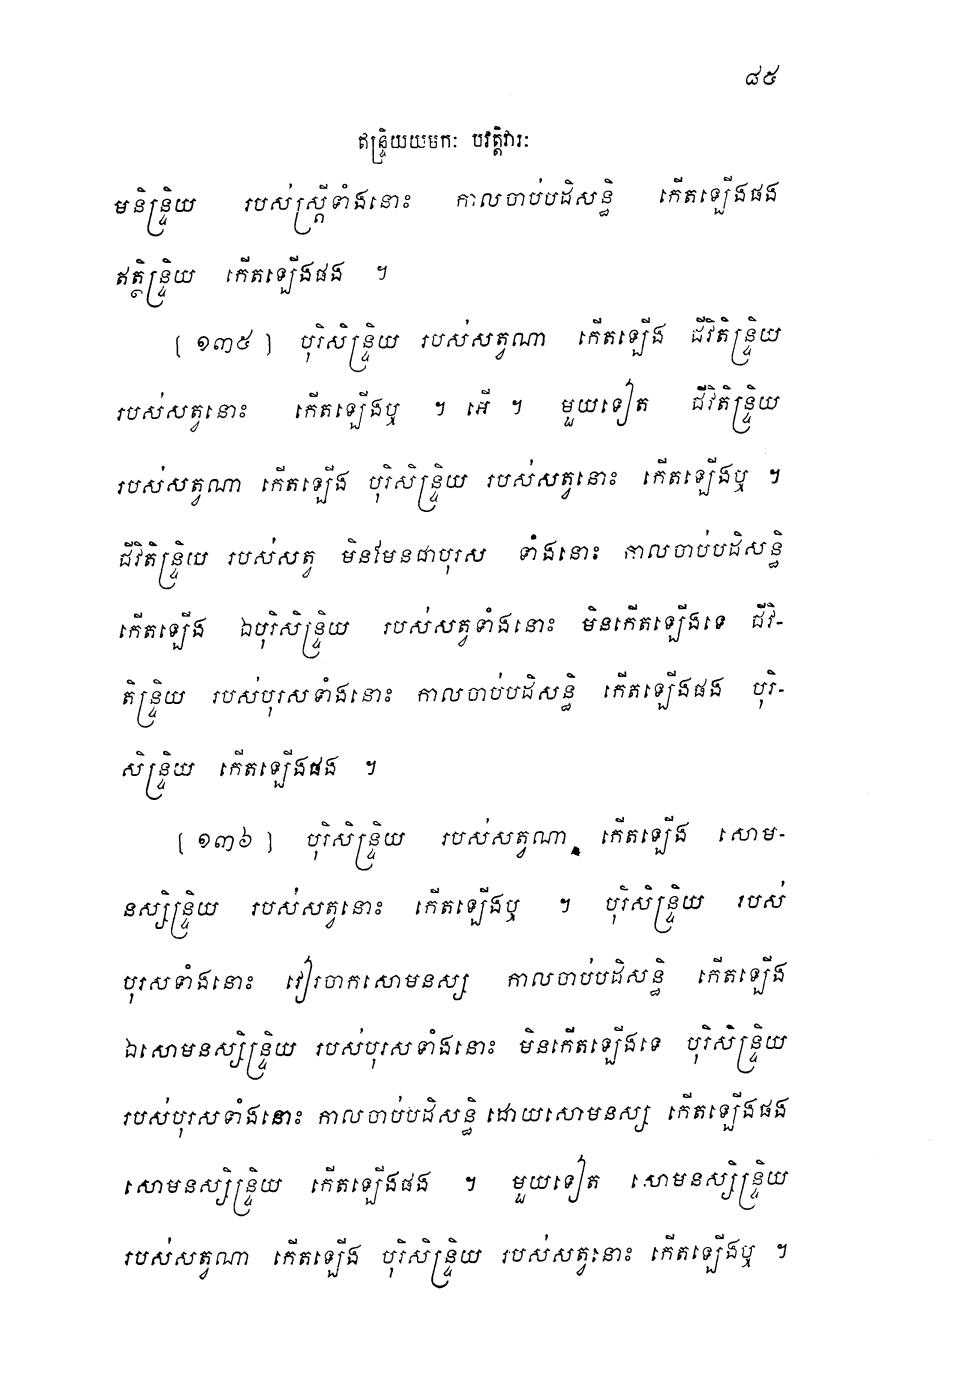 ៨៥
ឥន្ទ្រិយយមកៈ បវត្តិវារៈ
មនិន្ទ្រិយ របស់ស្ត្រីទាំងនោះ កាលចាប់បដិសន្ធិ កើតឡើងផង
ឥត្ថិន្ទ្រិយ កើតឡើងផង ។
[ ១៣៥ ] បុរិសិន្ទ្រិយ របស់សត្វណា កើតឡើង ជីវិតិន្ទ្រិយ
របស់សត្វនោះ កើតឡើងឬ ។ អើ ។ មួយទៀត ជីវិតិន្ទ្រិយ
របស់សត្វណា កើតឡើង បុរិសិន្ទ្រិយ របស់សត្វនោះ កើតឡើងឬ ។
ជីវិតិន្ទ្រិយ របស់សត្វ មិនមែនជាបុរស ទាំងនោះ កាលចាប់បដិសន្ធិ
កើតឡើង ឯបុរិសិន្ទ្រិយ របស់សត្វទាំងនោះ មិនកើតឡើងទេ ជីវិ-
តិន្ទ្រិយ របស់បុរសទាំងនោះ កាលចាប់បដិសន្ធិ កើតឡើងផង បុរិ-
សិន្ទ្រិយ កើតឡើងផង ។
[ ១៣៦ ] បុរិសិន្ទ្រិយ របស់សត្វណា កើតឡើង សោម-
នស្សិន្ទ្រិយ របស់សត្វនោះ កើតឡើងឬ ។ បុរិសិន្ទ្រិយ របស់
បុរសទាំងនោះ វៀរចាកសោមនស្ស កាលចាប់បដិសន្ធិ កើតឡើង
ឯសោមនស្សិន្ទ្រិយ របស់បុរសទាំងនោះ មិនកើតឡើងទេ បុរិសិន្ទ្រិយ
របស់បុរសទាំងនោះ កាលចាប់បដិសន្ធិ ដោយសោមនស្ស កើតឡើងផង
សោមនស្សិន្ទ្រិយ កើតឡើងផង ។ មួយទៀត សោមនស្សិន្ទ្រិយ
របស់សត្វណា កើតឡើង បុរិសិន្ទ្រិយ របស់សត្វនោះ កើតឡើងឬ ។